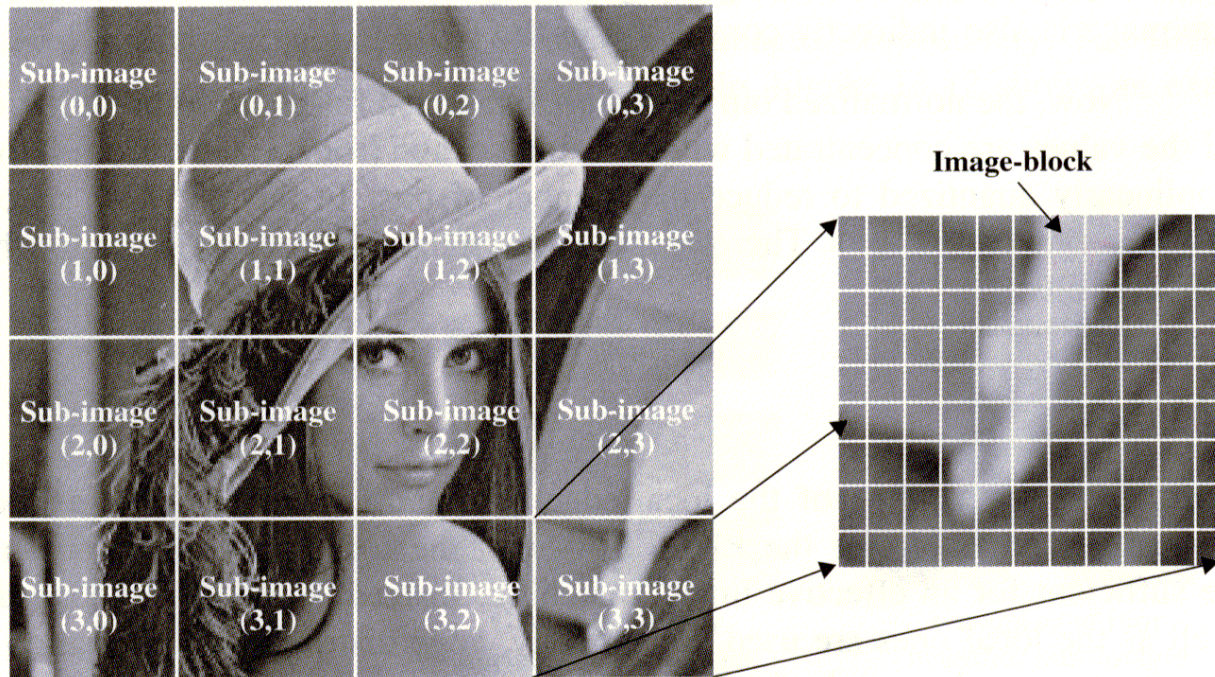 Sub-image Sub-image Sub-image Sub-image
(0,0) (0,1) (0,2) (0,3)
Image-block
Sub-image Sub-image Sub-image Sub-image
(1,0) (1,1) (1,2) (1,3)
Sub-image Sub-image Sub-image Sub-image
(2,0) (2,1) (2,2) (2,3)
Sub-image Sub-image Sub-image Sub-image
(3,0) (3,1) (3,2) (3,3)